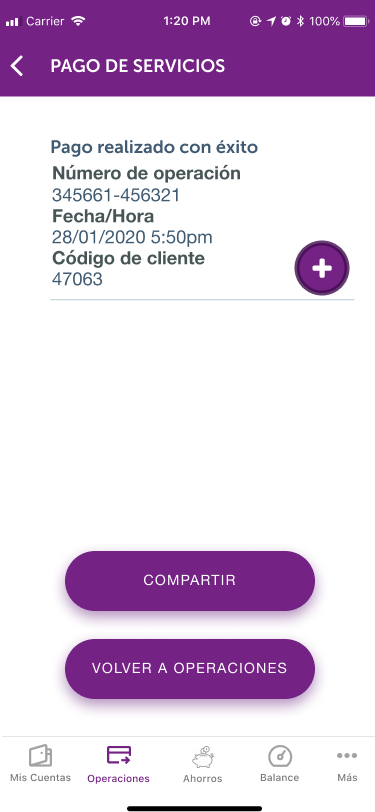 Carrier 1:20 PM 100%
PAGO DE SERVICIOS
Pago realizado con éxito
Número de operación
345661-456321
Fecha/Hora
28/01/2020 5:50pm
Código de cliente
47063
COMPARTIR
VOLVER A OPERACIONES
Mis Cuentas Operaciones Ahorros Balance Más